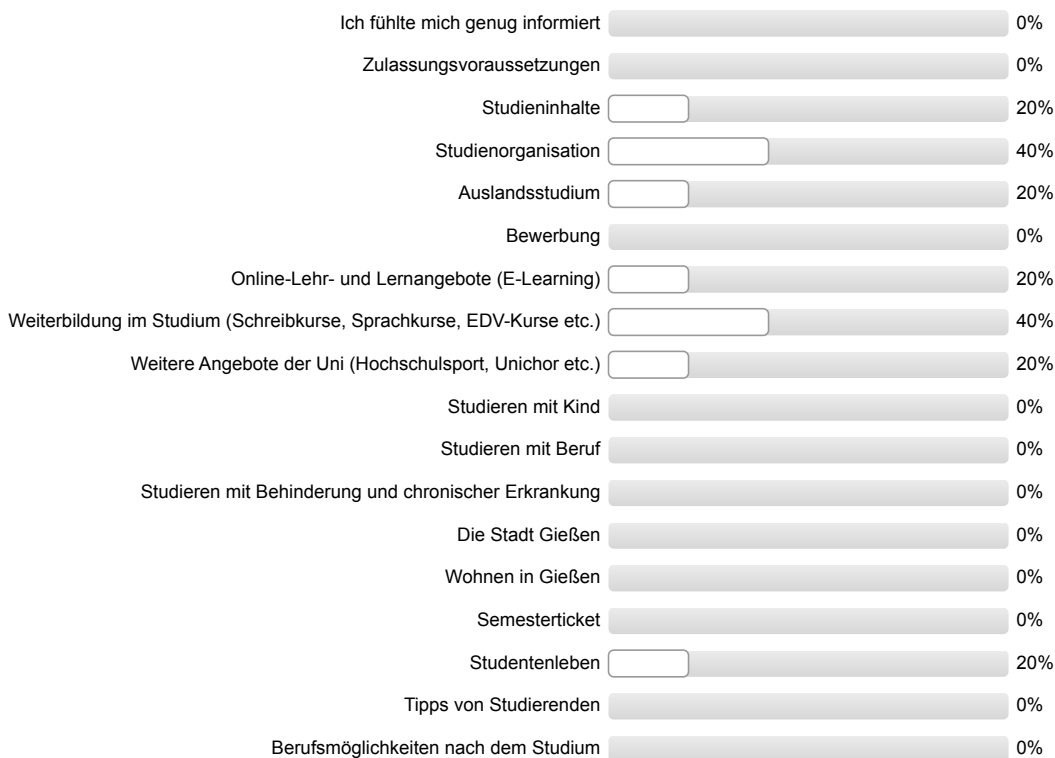 Ich fühlte mich genug informiert 0%
Zulassungsvoraussetzungen 0%
Studieninhalte 20%
Studienorganisation 40%
Auslandsstudium 20%
Bewerbung 0%
Online-Lehr- und Lernangebote (E-Learning) 20%
Weiterbildung im Studium (Schreibkurse, Sprachkurse, EDV-Kurse etc.) 40%
Weitere Angebote der Uni (Hochschulsport, Unichor etc.) 20%
Studieren mit Kind 0%
Studieren mit Beruf 0%
Studieren mit Behinderung und chronischer Erkrankung 0%
Die Stadt Gießen 0%
Wohnen in Gießen 0%
Semesterticket 0%
Studentenleben 20%
Tipps von Studierenden 0%
Berufsmöglichkeiten nach dem Studium 0%